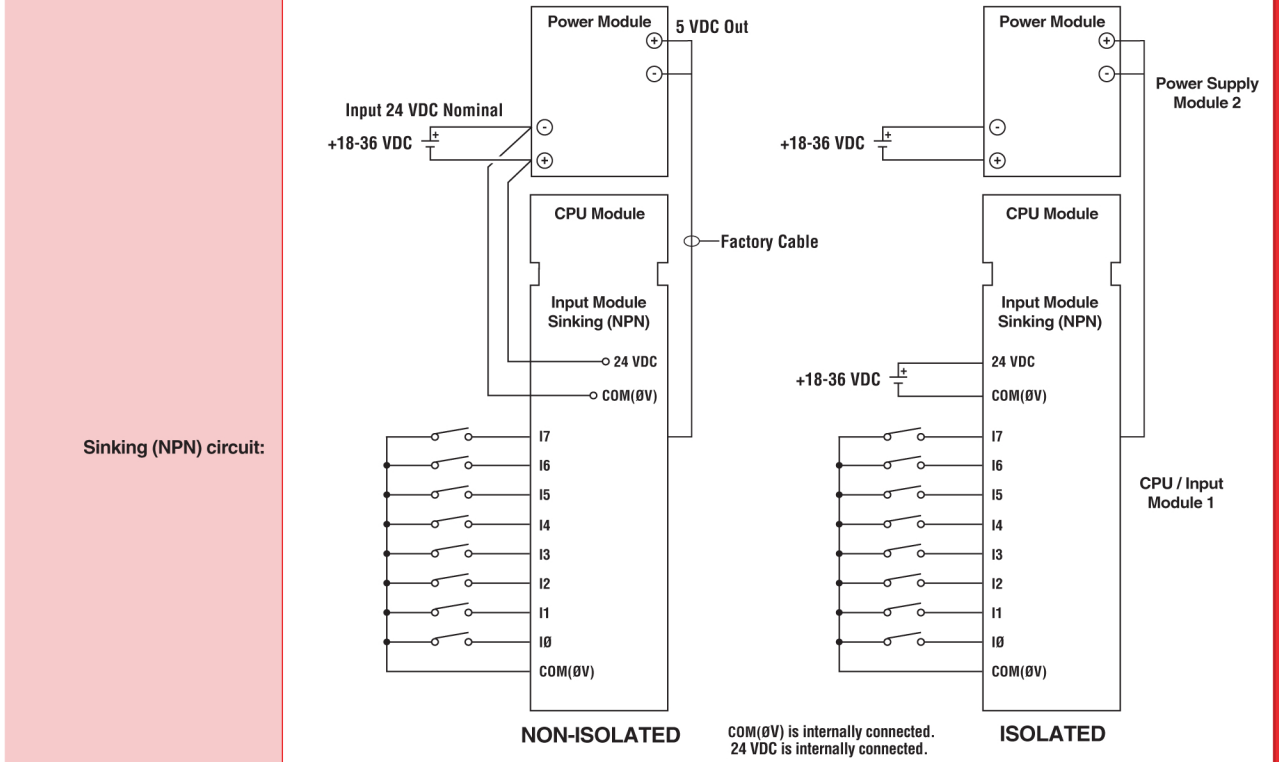 Sinking (NPN) circuit:
Power Module
5 VDC Out
+
-
Input 24 VDC Nominal
+18-36 VDC
+
-
+
CPU Module
Factory Cable
Input Module
Sinking (NPN)
24 VDC
COM(ØV)
I7
I6
I5
I4
I3
I2
I1
IØ
COM(ØV)
NON-ISOLATED
Power Module
+
-
Power Supply
Module 2
+18-36 VDC
+
-
+
CPU Module
Input Module
Sinking (NPN)
+18-36 VDC
+
24 VDC
COM(ØV)
I7
I6
I5
I4
I3
I2
I1
IØ
COM(ØV)
CPU / Input
Module 1
ISOLATED
COM(ØV) is internally connected.
24 VDC is internally connected.